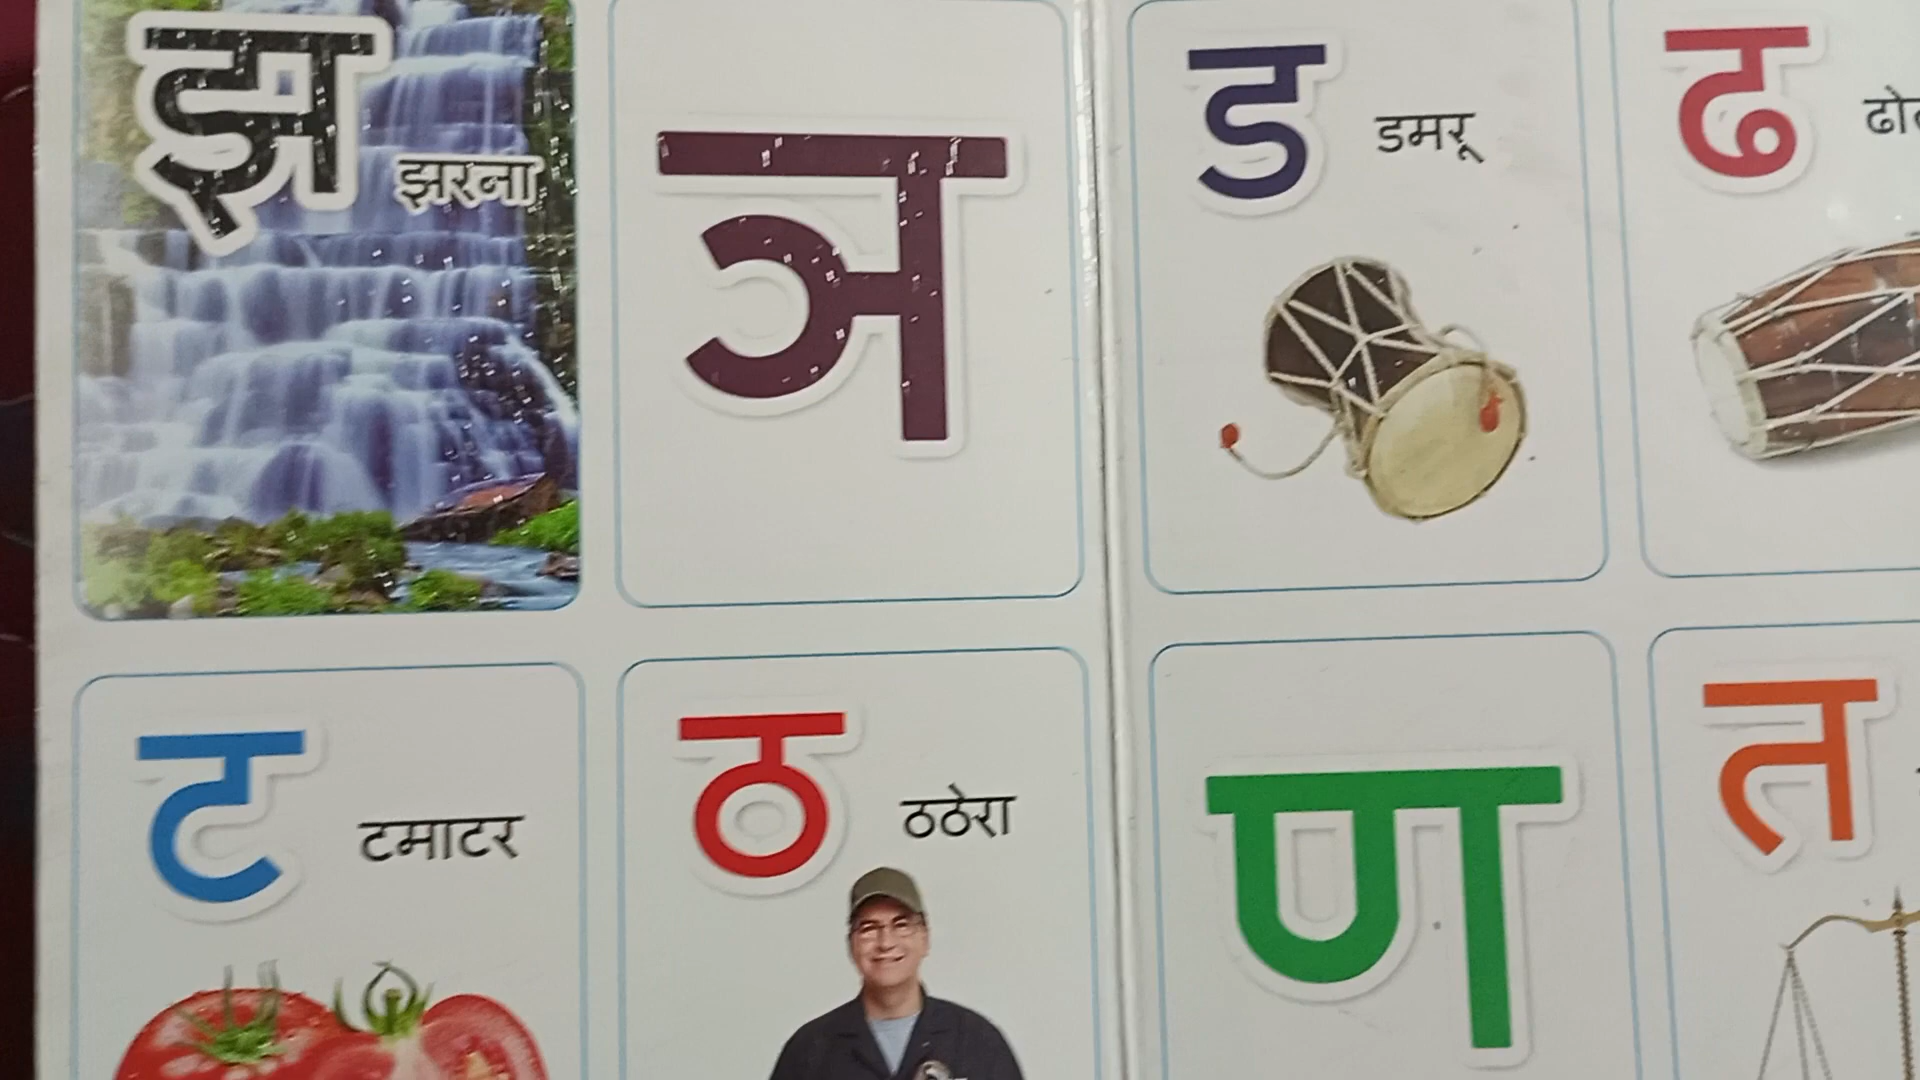 झ
झरना
ञ
ड
डमरू
ढ
ट
टमाटर
ठ
ठठेरा
ण
त